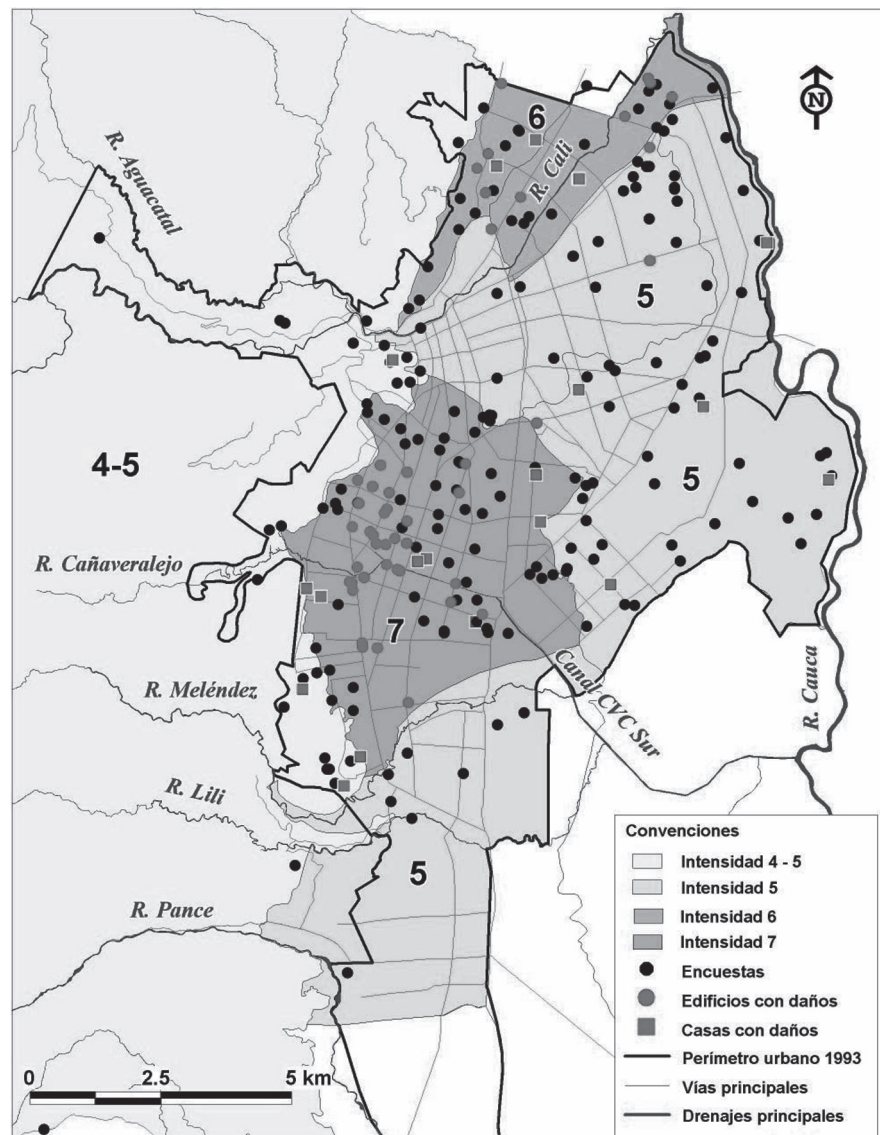 N
6
R. Aguacatal
R. Cali
5
4-5
5
R. Cañaveralejo
7
R. Meléndez
Canal CVC Sur
R. Cauca
R. Lili
5
R. Pance
0 2.5 5 km
Convenciones
Intensidad 4 - 5
Intensidad 5
Intensidad 6
Intensidad 7
Encuestas
Edificios con daños
Casas con daños
Perímetro urbano 1993
Vías principales
Drenajes principales